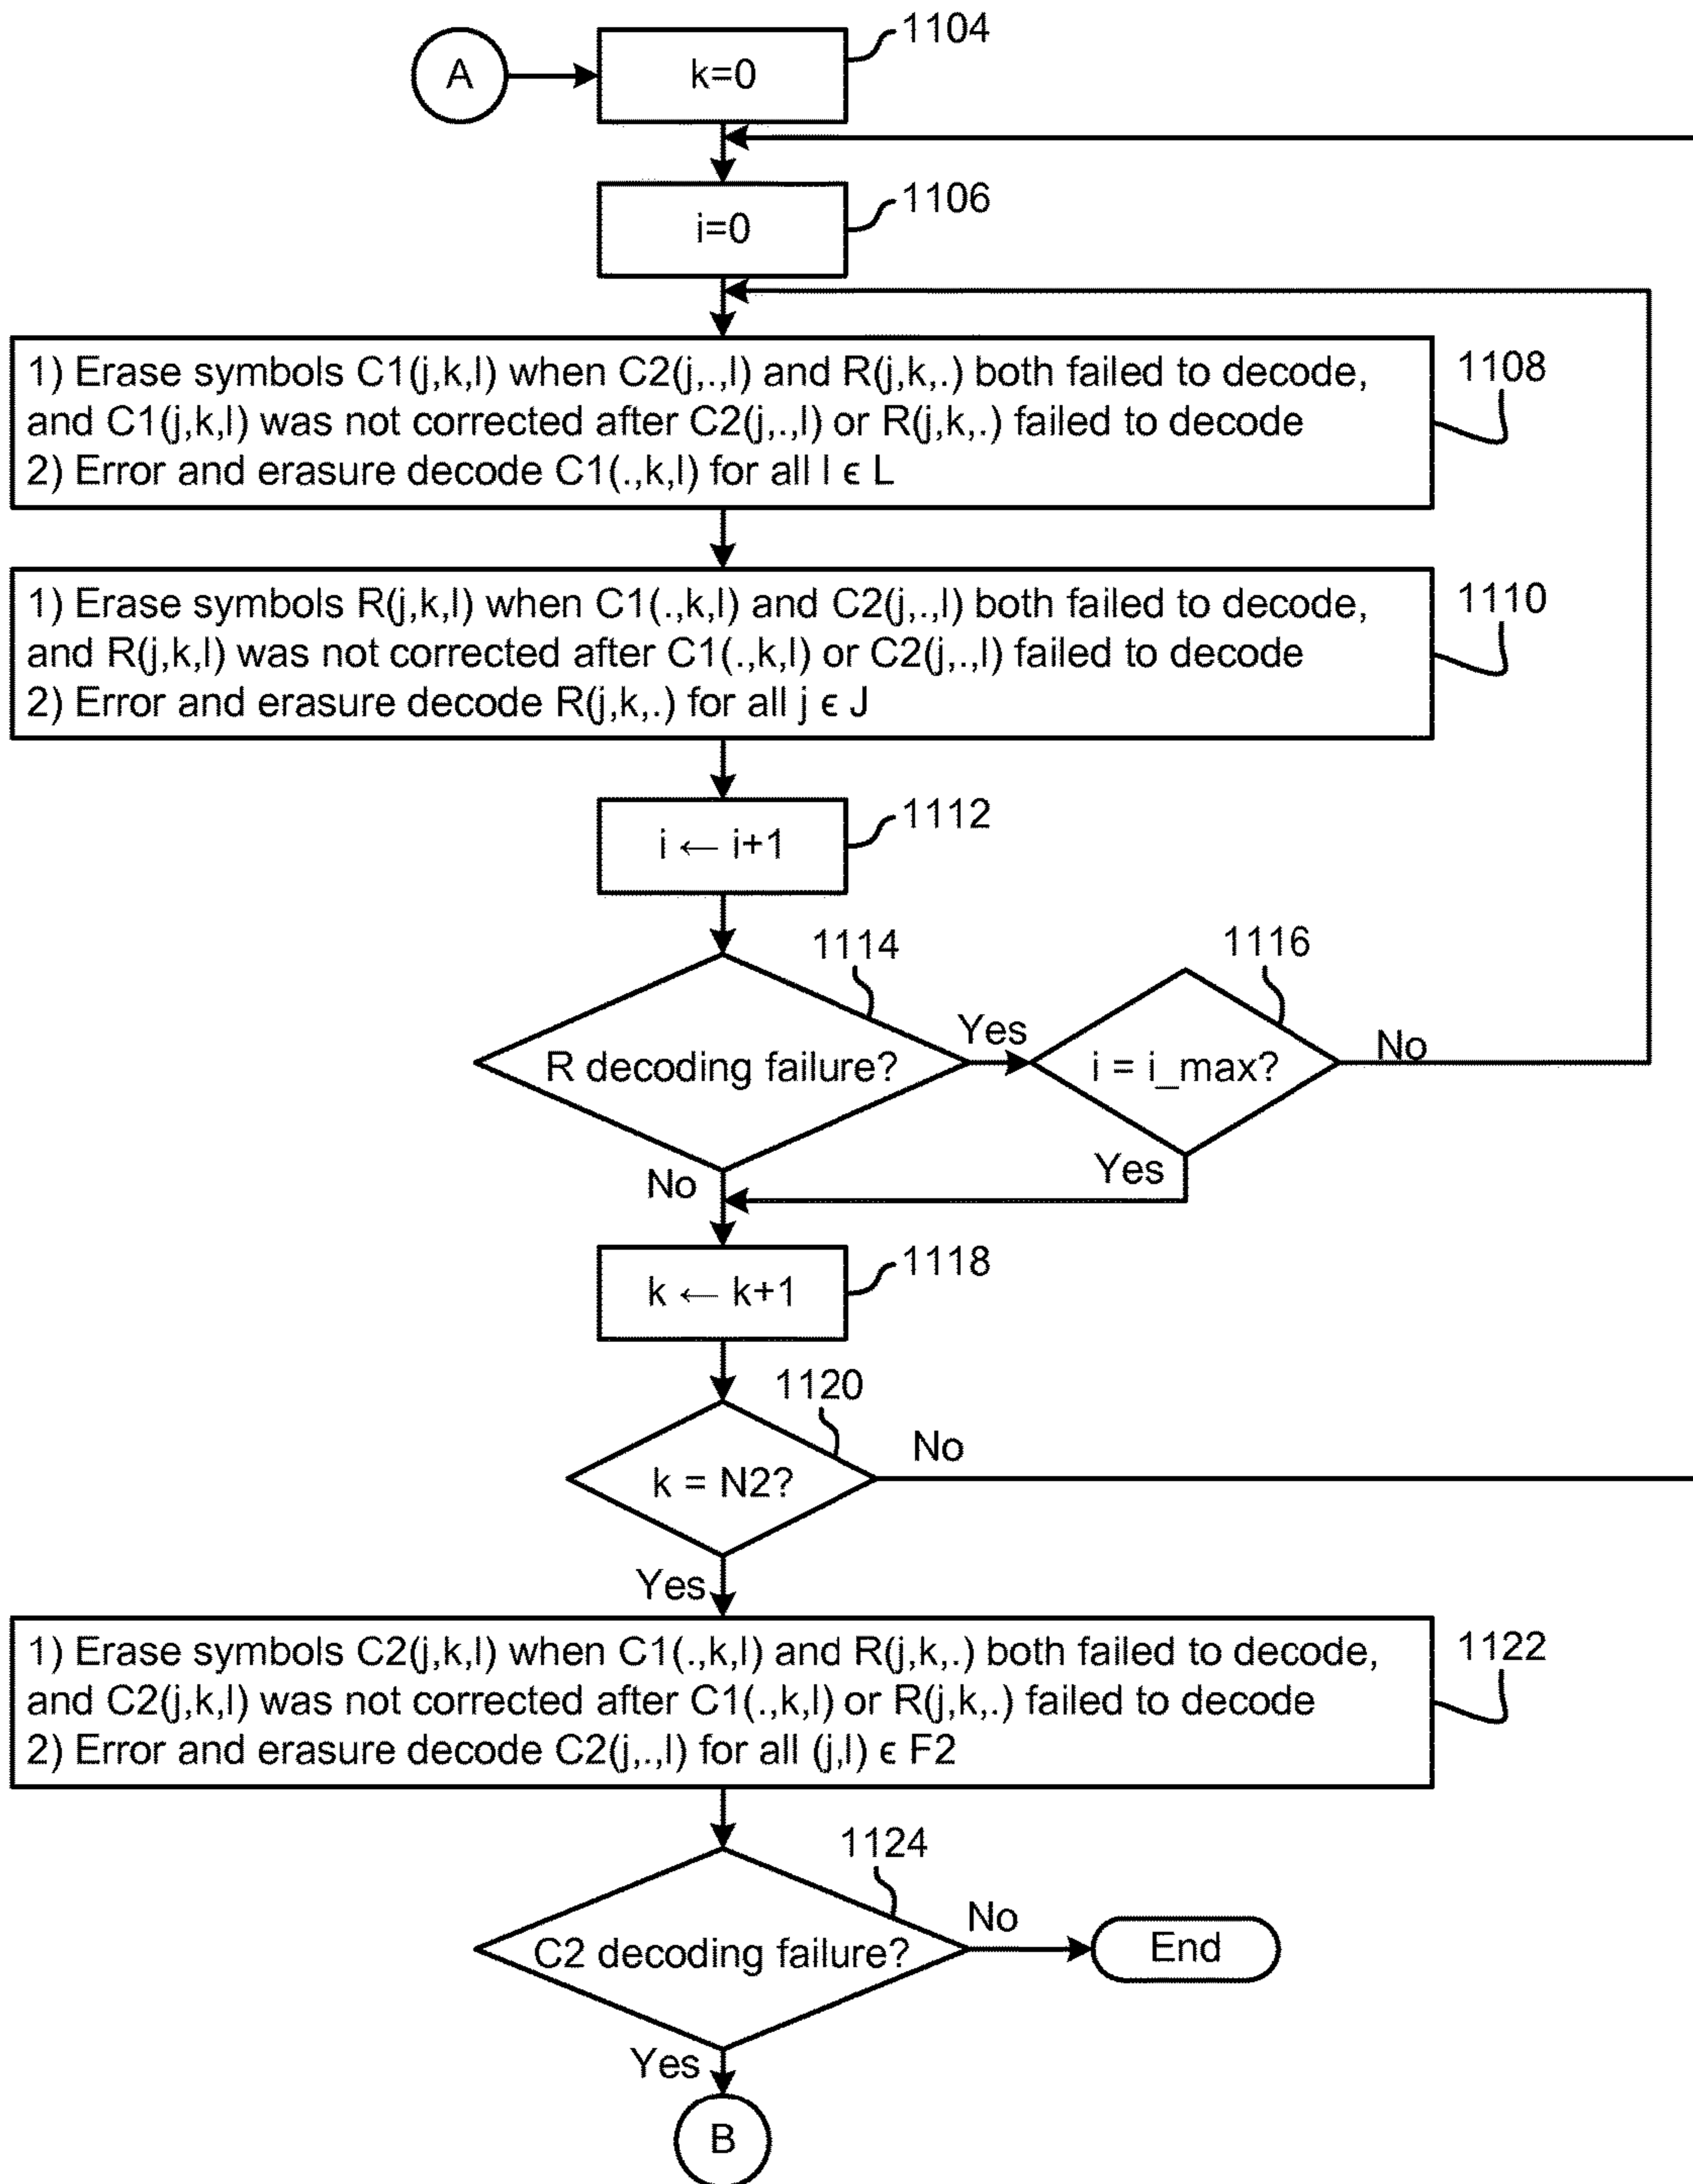 1104
A
k=0
1106
i=0
1) Erase symbols C1(j,k,l) when C2(j,.,l) and R(j,k,.) both failed to decode,
and C1(j,k,l) was not corrected after C2(j,.,l) or R(j,k,.) failed to decode
2) Error and erasure decode C1(.,k,l) for all l ϵ L
1108
1) Erase symbols R(j,k,l) when C1(.,k,l) and C2(j,.,l) both failed to decode,
and R(j,k,l) was not corrected after C1(.,k,l) or C2(j,.,l) failed to decode
2) Error and erasure decode R(j,k,.) for all j ϵ J
1110
1112
i ← i+1
1114
1116
R decoding failure?
Yes
i = i_max?
No
Yes
No
1118
k ← k+1
1120
k = N2?
No
Yes
1) Erase symbols C2(j,k,l) when C1(.,k,l) and R(j,k,.) both failed to decode,
and C2(j,k,l) was not corrected after C1(.,k,l) or R(j,k,.) failed to decode
2) Error and erasure decode C2(j,.,l) for all (j,l) ϵ F2
1122
1124
C2 decoding failure?
No
End
Yes
B